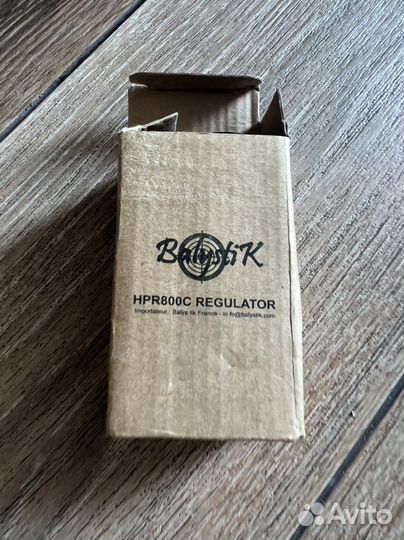 BalystiK
HPR800C REGULATOR
Importateur : Balys tik France - in fo@balystik.com
Avito